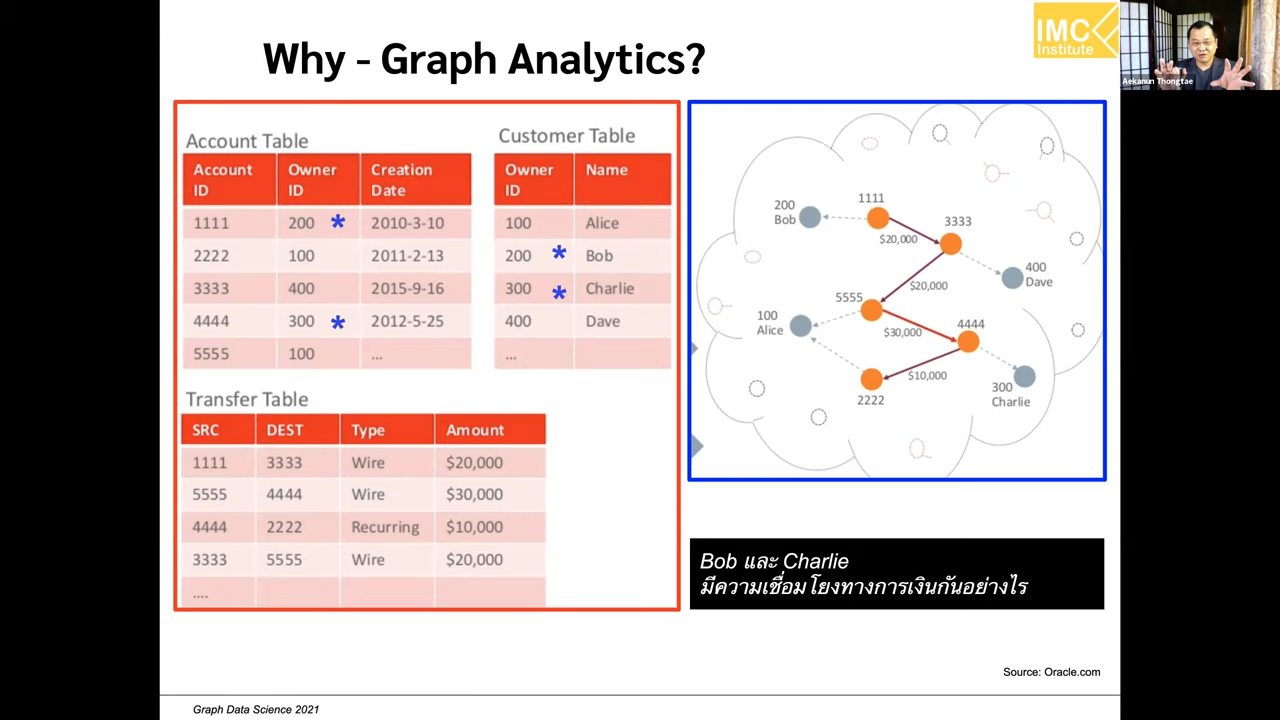 Why - Graph Analytics?
IMC
Institute
Aekanun Thongtae
Account Table
Account ID Owner ID Creation Date
1111 200 * 2010-3-10
2222 100 2011-2-13
3333 400 2015-9-16
4444 300 * 2012-5-25
5555 100 ...
Customer Table
Owner ID Name
100 Alice
200 * Bob
300 * Charlie
400 Dave
...
Transfer Table
SRC DEST Type Amount
1111 3333 Wire $20,000
5555 4444 Wire $30,000
4444 2222 Recurring $10,000
3333 5555 Wire $20,000
....
200
Bob
1111
$20,000
3333
400
Dave
$20,000
5555
100
Alice
$30,000
4444
$10,000
2222
300
Charlie
Bob และ Charlie
มีความเชื่อมโยงทางการเงินกันอย่างไร
Source: Oracle.com
Graph Data Science 2021